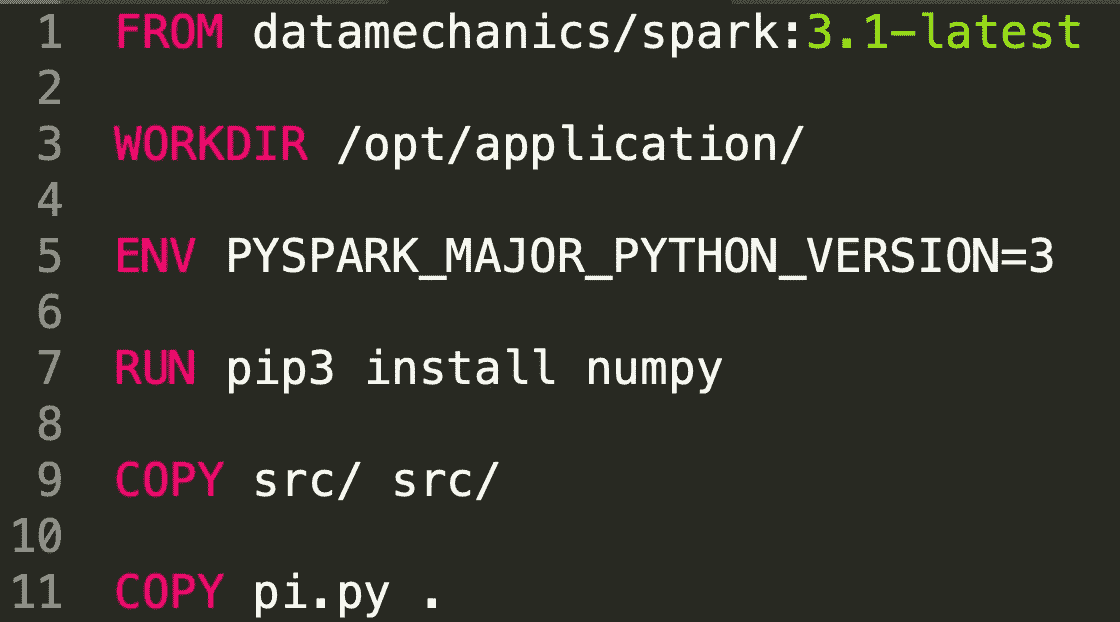 1 FROM datamechanics/spark:3.1-latest
2
3 WORKDIR /opt/application/
4
5 ENV PYSPARK_MAJOR_PYTHON_VERSION=3
6
7 RUN pip3 install numpy
8
9 COPY src/ src/
10
11 COPY pi.py .